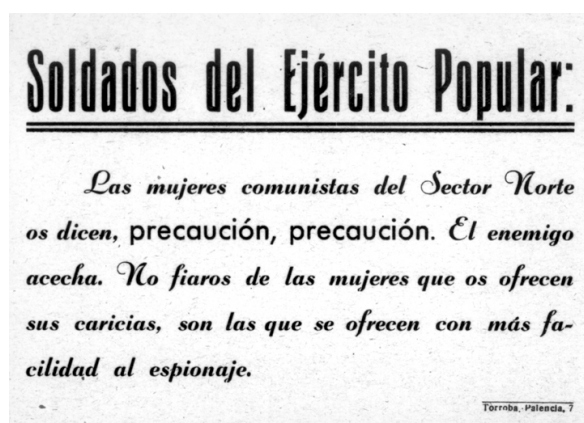 Soldados del Ejército Popular:
Las mujeres comunistas del Sector Norte
os dicen, precaución, precaución. El enemigo
acecha. No fiaros de las mujeres que os ofrecen
sus caricias, son las que se ofrecen con más fa-
cilidad al espionaje.
Torroba.-Palencia, 7